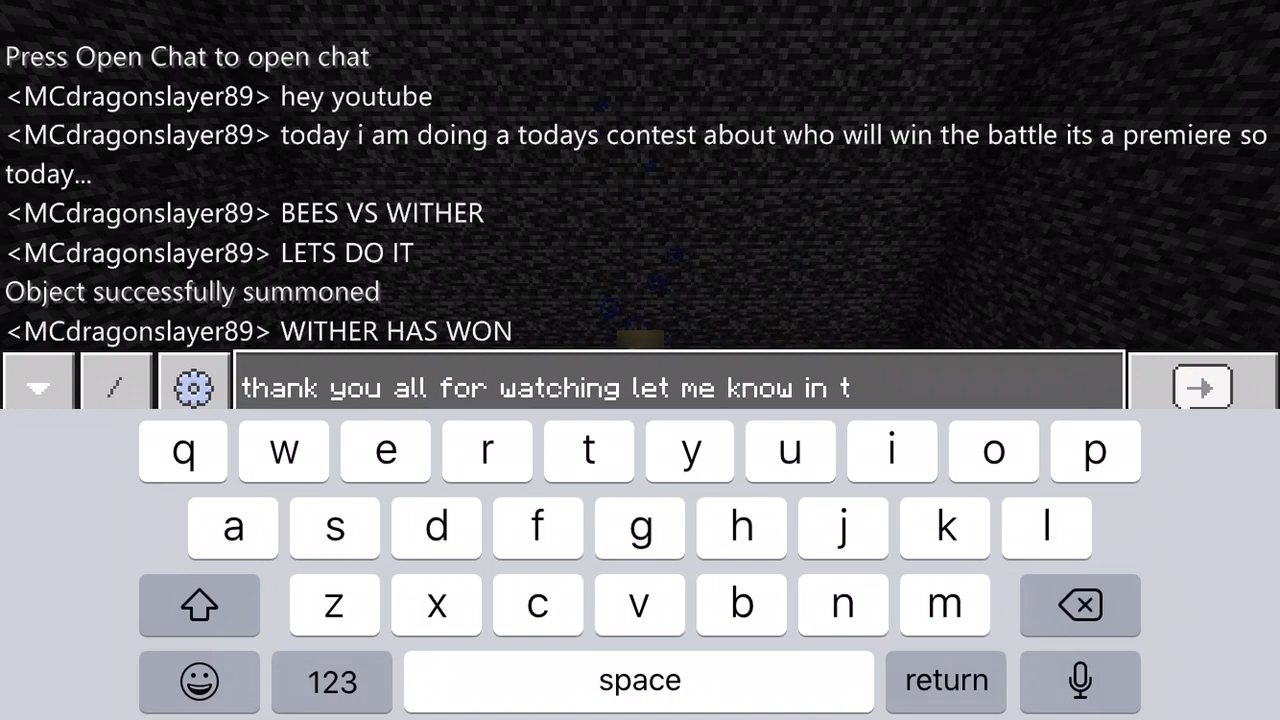 Press Open Chat to open chat
<MCdragonslayer89> hey youtube
<MCdragonslayer89> today i am doing a todays contest about who will win the battle its a premiere so
today...
<MCdragonslayer89> BEES VS WITHER
<MCdragonslayer89> LETS DO IT
Object successfully summoned
<MCdragonslayer89> WITHER HAS WON
/ thank you all for watching let me know in t
q w e r t y u i o p
a s d f g h j k l
z x c v b n m
123 space return